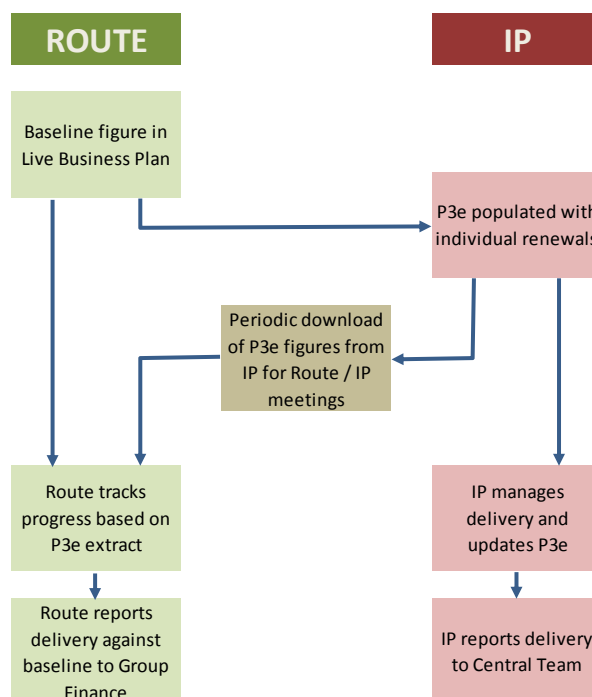 ROUTE
IP
Baseline figure in
Live Business Plan
P3e populated with
individual renewals
Periodic download
of P3e figures from
IP for Route / IP
meetings
Route tracks
progress based on
P3e extract
IP manages
delivery and
updates P3e
Route reports
delivery against
baseline to Group
Finance
IP reports delivery
to Central Team